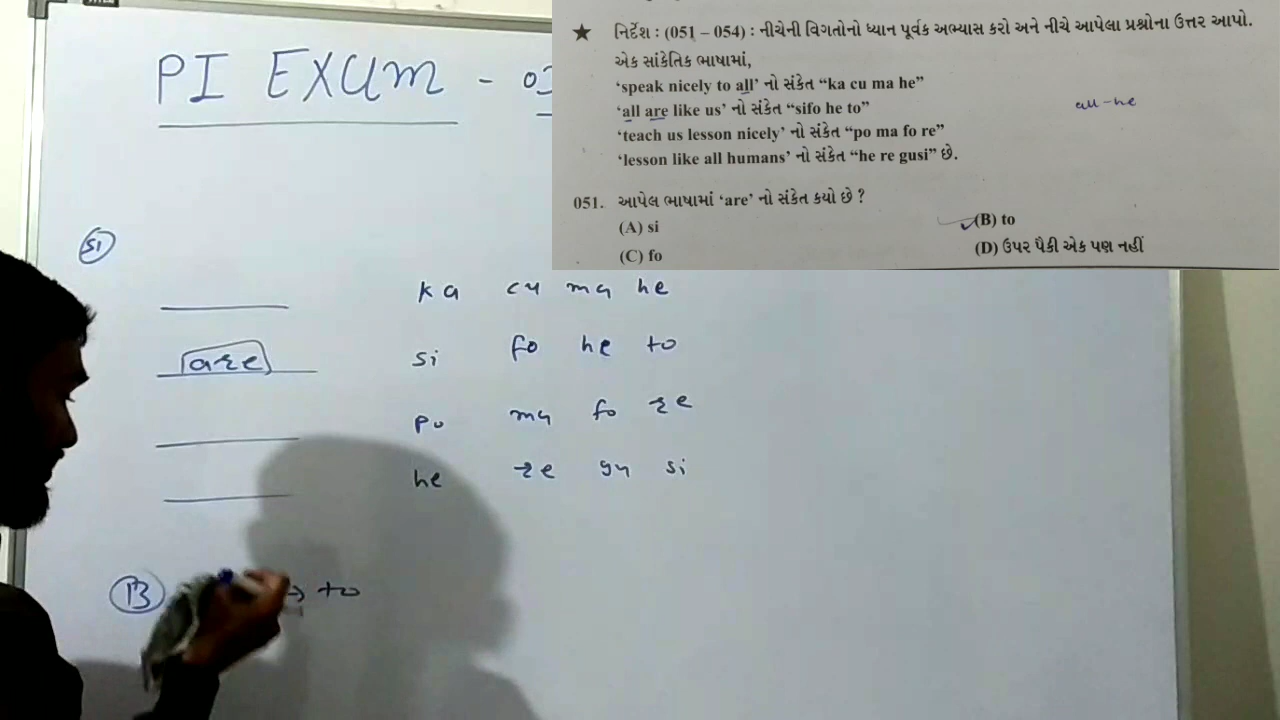 PI EXAM -
★ નિર્દેશ : (051 – 054) : નીચેની વિગતોનો ધ્યાન પૂર્વક અભ્યાસ કરો અને નીચે આપેલા પ્રશ્નોના ઉત્તર આપો.
એક સાંકેતિક ભાષામાં,
‘speak nicely to all’ નો સંકેત “ka cu ma he”
‘all are like us’ નો સંકેત “sifo he to”
all - he
‘teach us lesson nicely’ નો સંકેત “po ma fo re”
‘lesson like all humans’ નો સંકેત “he re gusi” છે.
051. આપેલ ભાષામાં ‘are’ નો સંકેત કયો છે ?
(A) si (B) to
(C) fo (D) ઉપર પૈકી એક પણ નહીં
51
ka cu ma he
are si fo he to
po ma fo re
he re gu si
B → to